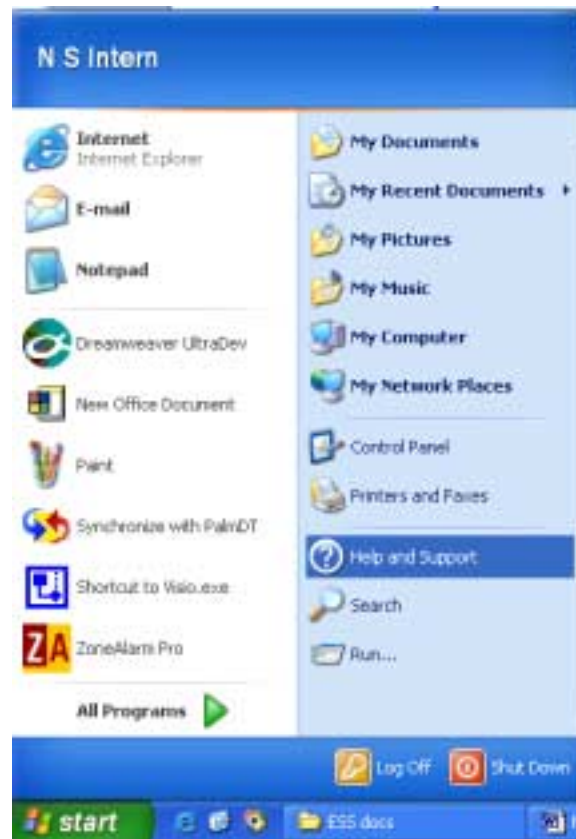 N S Intern
Internet
Internet Explorer
E-mail
Notepad
Dreamweaver UltraDev
New Office Document
Paint
Synchronize with PalmDT
Shortcut to Visio.exe
ZA
ZoneAlarm Pro
All Programs
My Documents
My Recent Documents
My Pictures
My Music
My Computer
My Network Places
Control Panel
Printers and Faxes
Help and Support
Search
Run...
Log Off
Shut Down
start
ESS docs